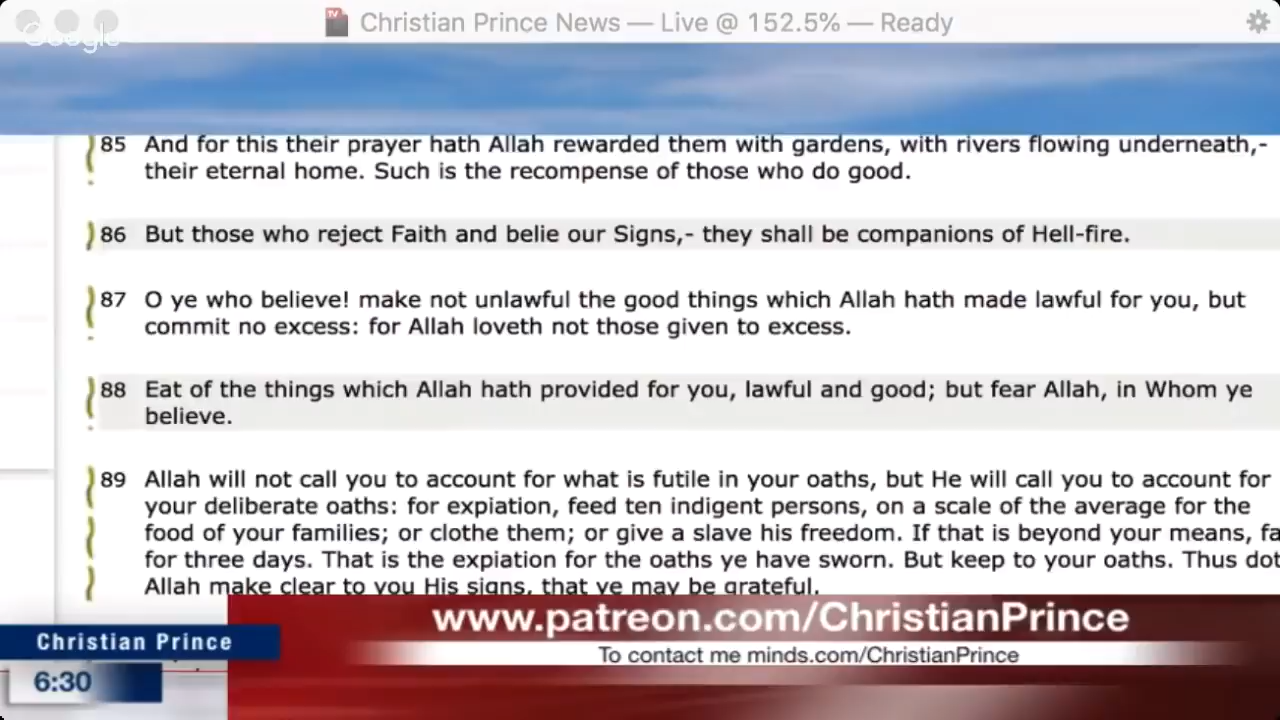 Christian Prince News — Live @ 152.5% — Ready
Google
85 And for this their prayer hath Allah rewarded them with gardens, with rivers flowing underneath,-
their eternal home. Such is the recompense of those who do good.
86 But those who reject Faith and belie our Signs,- they shall be companions of Hell-fire.
87 O ye who believe! make not unlawful the good things which Allah hath made lawful for you, but
commit no excess: for Allah loveth not those given to excess.
88 Eat of the things which Allah hath provided for you, lawful and good; but fear Allah, in Whom ye
believe.
89 Allah will not call you to account for what is futile in your oaths, but He will call you to account for
your deliberate oaths: for expiation, feed ten indigent persons, on a scale of the average for the
food of your families; or clothe them; or give a slave his freedom. If that is beyond your means, fa
for three days. That is the expiation for the oaths ye have sworn. But keep to your oaths. Thus dot
Allah make clear to you His signs, that ye may be grateful.
www.patreon.com/ChristianPrince
Christian Prince
To contact me minds.com/ChristianPrince
6:30